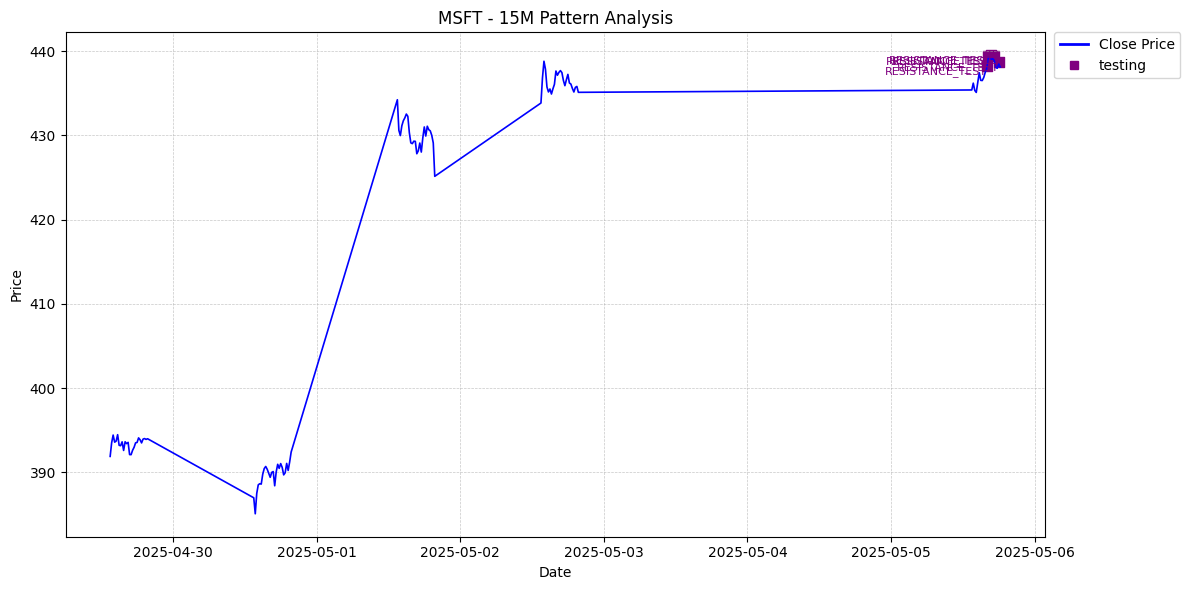 MSFT - 15M Pattern Analysis
Close Price
testing
440
430
420
410
400
390
Price
RESISTANCE_TEST
2025-04-30
2025-05-01
2025-05-02
2025-05-03
2025-05-04
2025-05-05
2025-05-06
Date